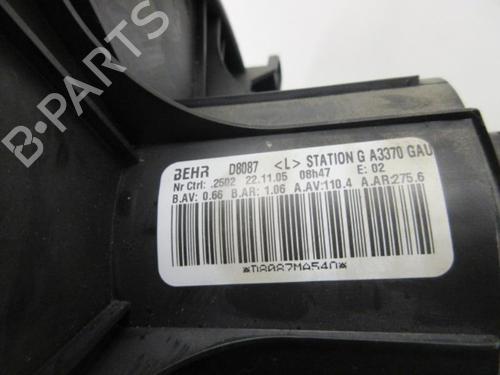 BEHR D8087 <L> STATION G A3370 GAU
Nr Ctrl: .2502 22.11.05 08h47 E: 02
B.AV: 0.66 B.AR: 1.06 A.AV:110.4 A.AR:275.6
*D8087MA540*
B-PARTS